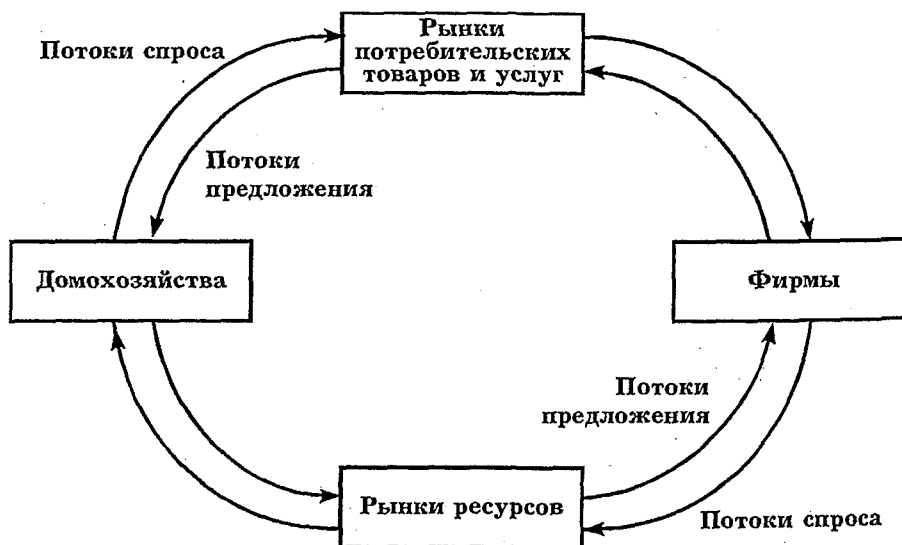 Потоки спроса
Рынки
потребительских
товаров и услуг
Потоки
предложения
Домохозяйства
Фирмы
Потоки
предложения
Рынки ресурсов
Потоки спроса